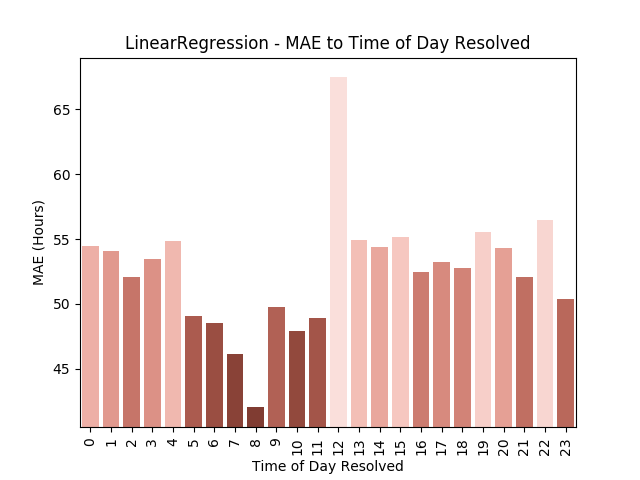 LinearRegression - MAE to Time of Day Resolved
MAE (Hours)
65
60
55
50
45
0 1 2 3 4 5 6 7 8 9 10 11 12 13 14 15 16 17 18 19 20 21 22 23
Time of Day Resolved